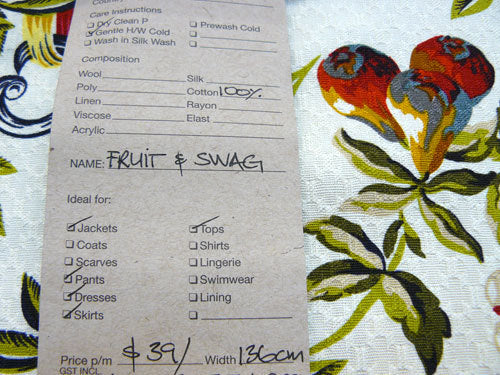 Country
Care Instructions
Dry Clean P Prewash Cold
Gentle H/W Cold
Wash in Silk Wash
Composition
Wool Silk
Poly Cotton 100%
Linen Rayon
Viscose Elast
Acrylic
NAME: FRUIT & SWAG
Ideal for:
Jackets Tops
Coats Shirts
Scarves Lingerie
Pants Swimwear
Dresses Lining
Skirts
Price p/m $39/ Width 136cm
GST INCL